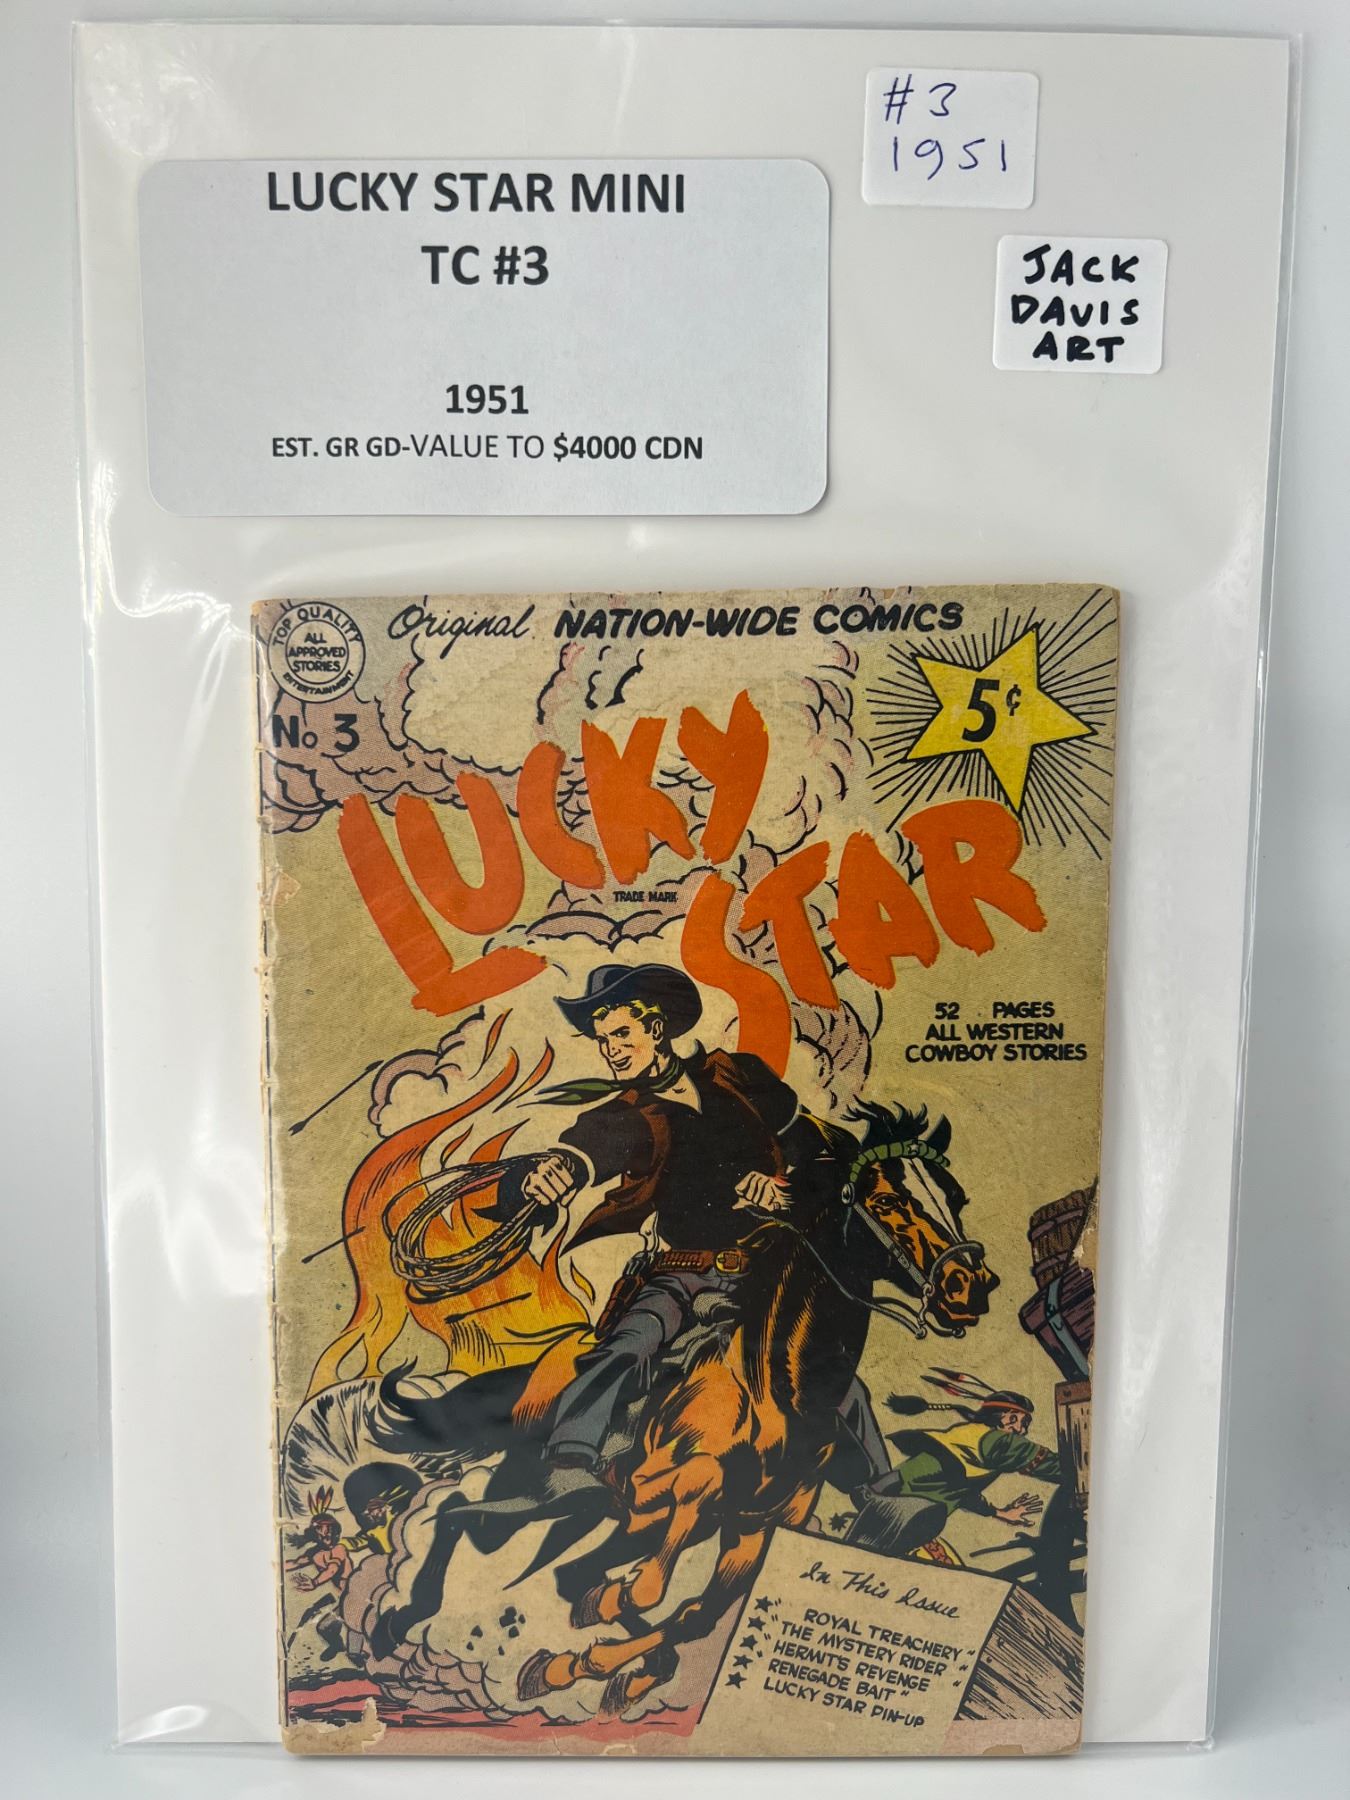 # 3
1951
LUCKY STAR MINI
TC #3
1951
EST. GR GD-VALUE TO $4000 CDN
JACK
DAVIS
ART
TOP QUALITY
ALL
APPROVED
STORIES
ENTERTAINMENT
Original NATION-WIDE COMICS
No. 3
5¢
LUCKY
STAR
TRADE MARK
52 PAGES
ALL WESTERN
COWBOY STORIES
In This Issue
"ROYAL TREACHERY"
"THE MYSTERY RIDER"
"HERMIT'S REVENGE"
"RENEGADE BAIT"
LUCKY STAR PIN-UP